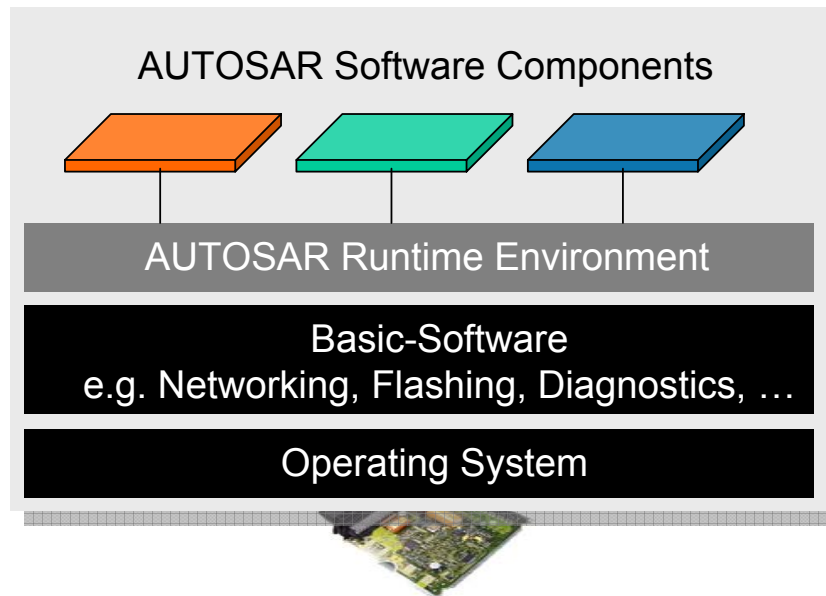 AUTOSAR Software Components
AUTOSAR Runtime Environment
Basic-Software
e.g. Networking, Flashing, Diagnostics, …
Operating System